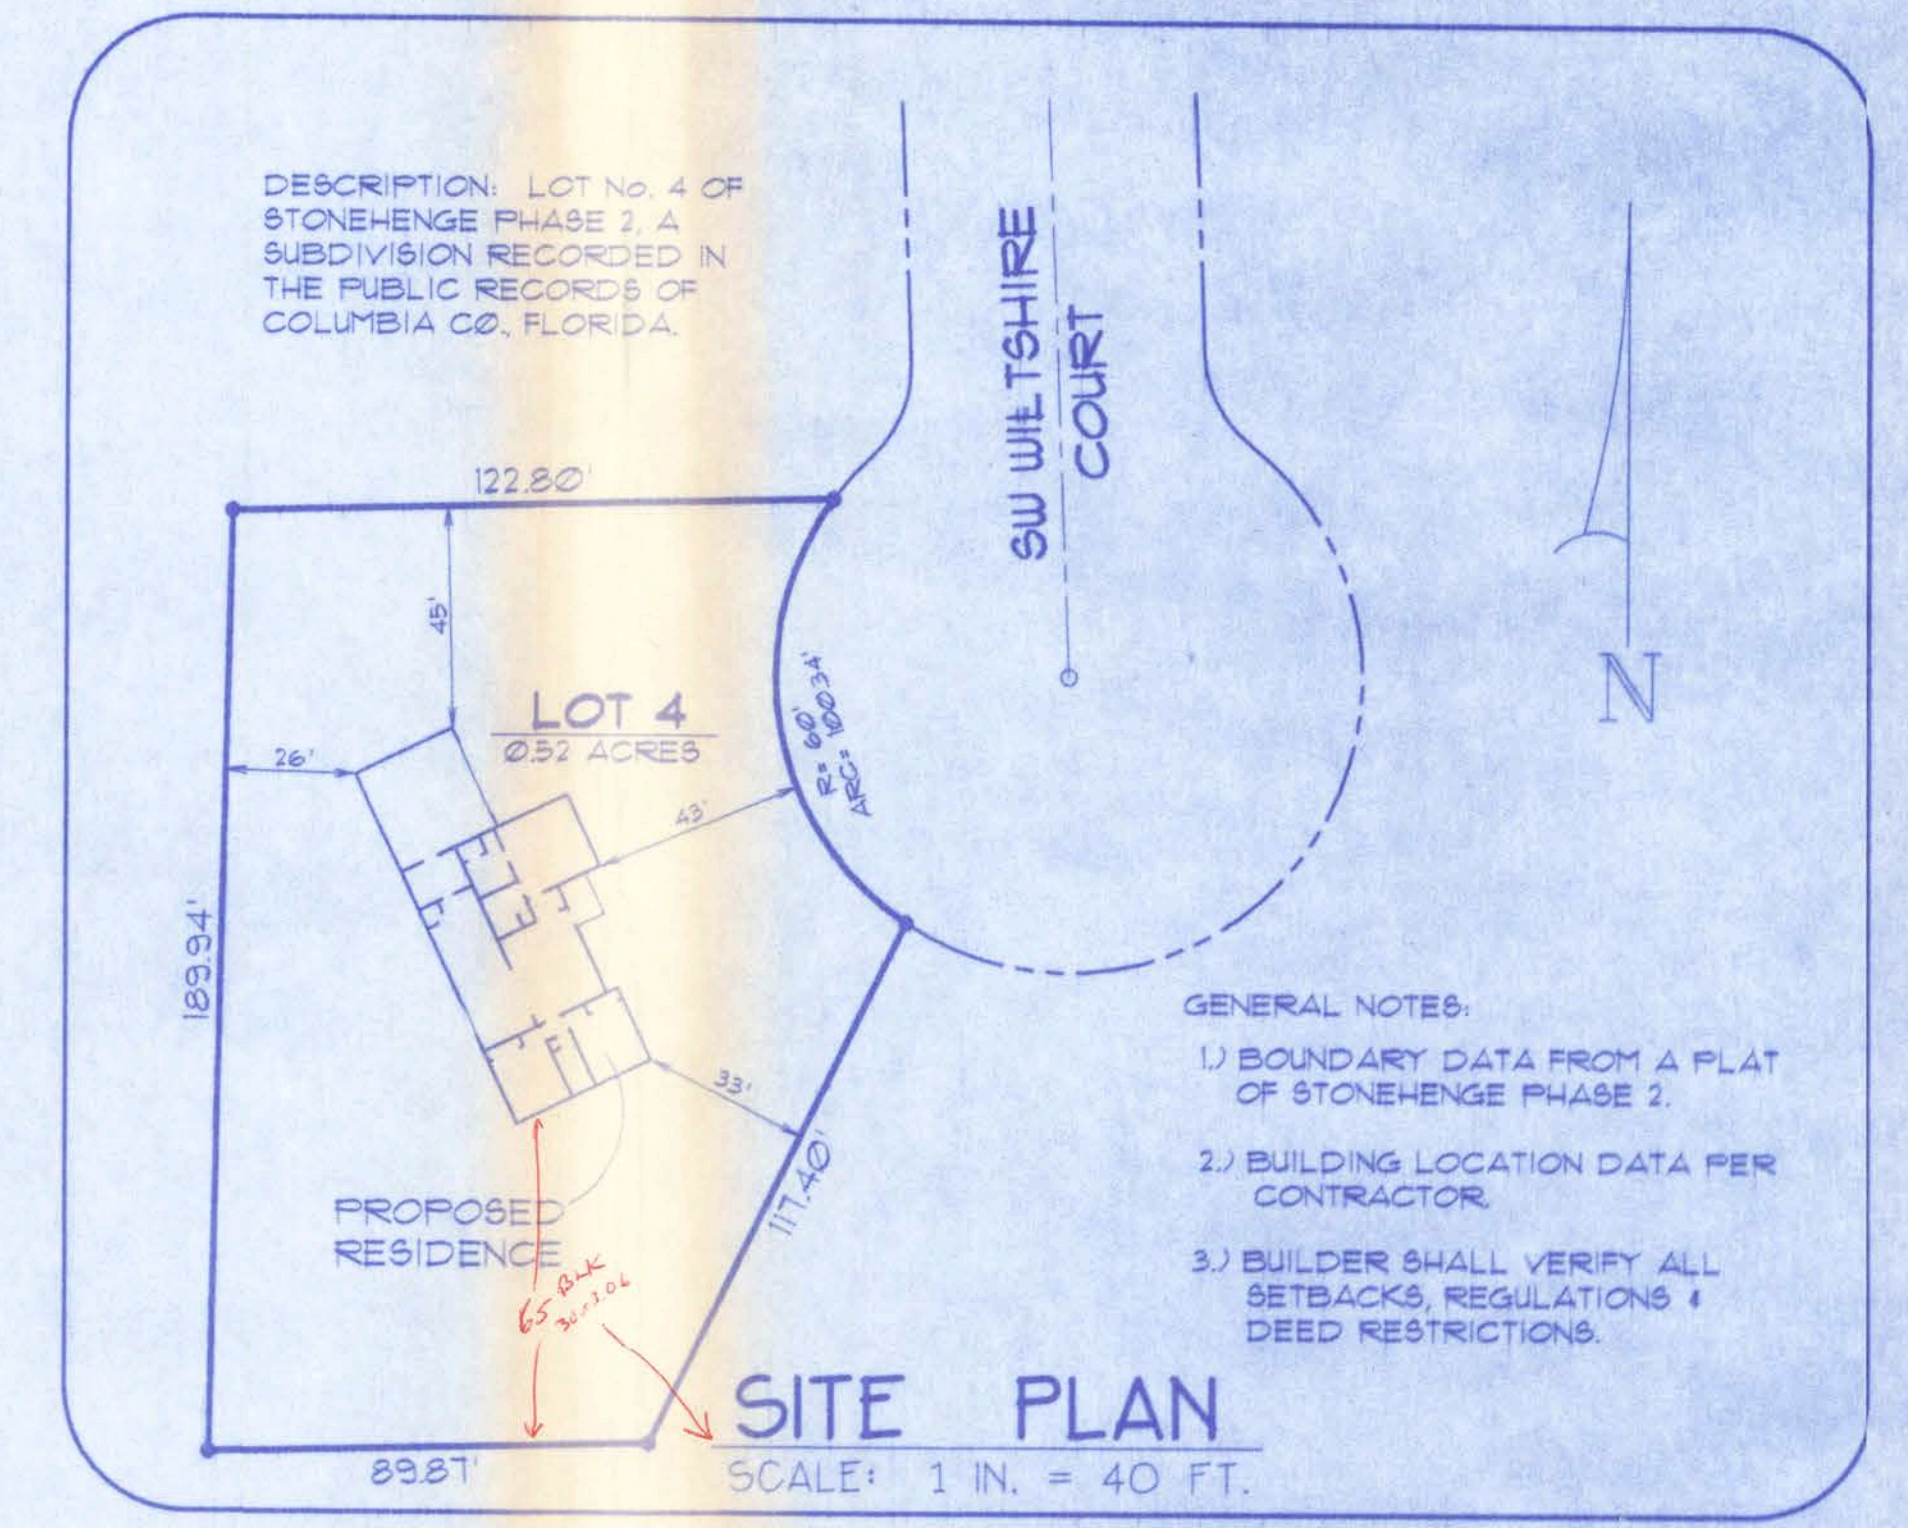 DESCRIPTION: LOT No. 4 OF
STONEHENGE PHASE 2, A
SUBDIVISION RECORDED IN
THE PUBLIC RECORDS OF
COLUMBIA CO., FLORIDA.
SW WILTSHIRE
COURT
122.80'
45'
LOT 4
0.52 ACRES
26'
43'
R= 60'
ARC= 100.34'
N
189.94'
33'
117.40'
PROPOSED
RESIDENCE
65
89.87'
GENERAL NOTES:
1.) BOUNDARY DATA FROM A PLAT
OF STONEHENGE PHASE 2.
2.) BUILDING LOCATION DATA PER
CONTRACTOR.
3.) BUILDER SHALL VERIFY ALL
SETBACKS, REGULATIONS &
DEED RESTRICTIONS.
SITE PLAN
SCALE: 1 IN. = 40 FT.